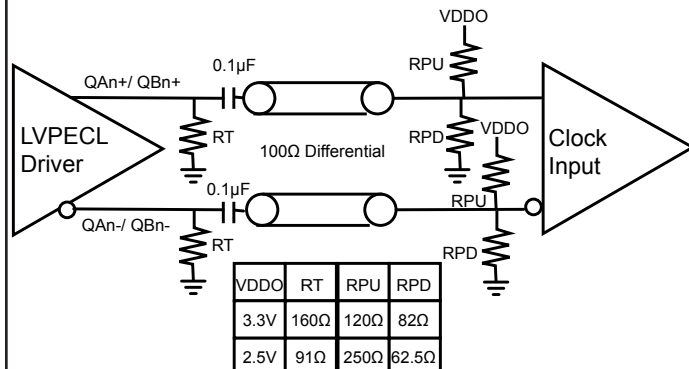 VDDO
QAn+/ QBn+
0.1µF
RPU
LVPECL
Driver
RT
100Ω Differential
RPD
VDDO
Clock
Input
0.1µF
RPU
QAn-/ QBn-
RT
RPD
VDDO RT RPU RPD
3.3V 160Ω 120Ω 82Ω
2.5V 91Ω 250Ω 62.5Ω